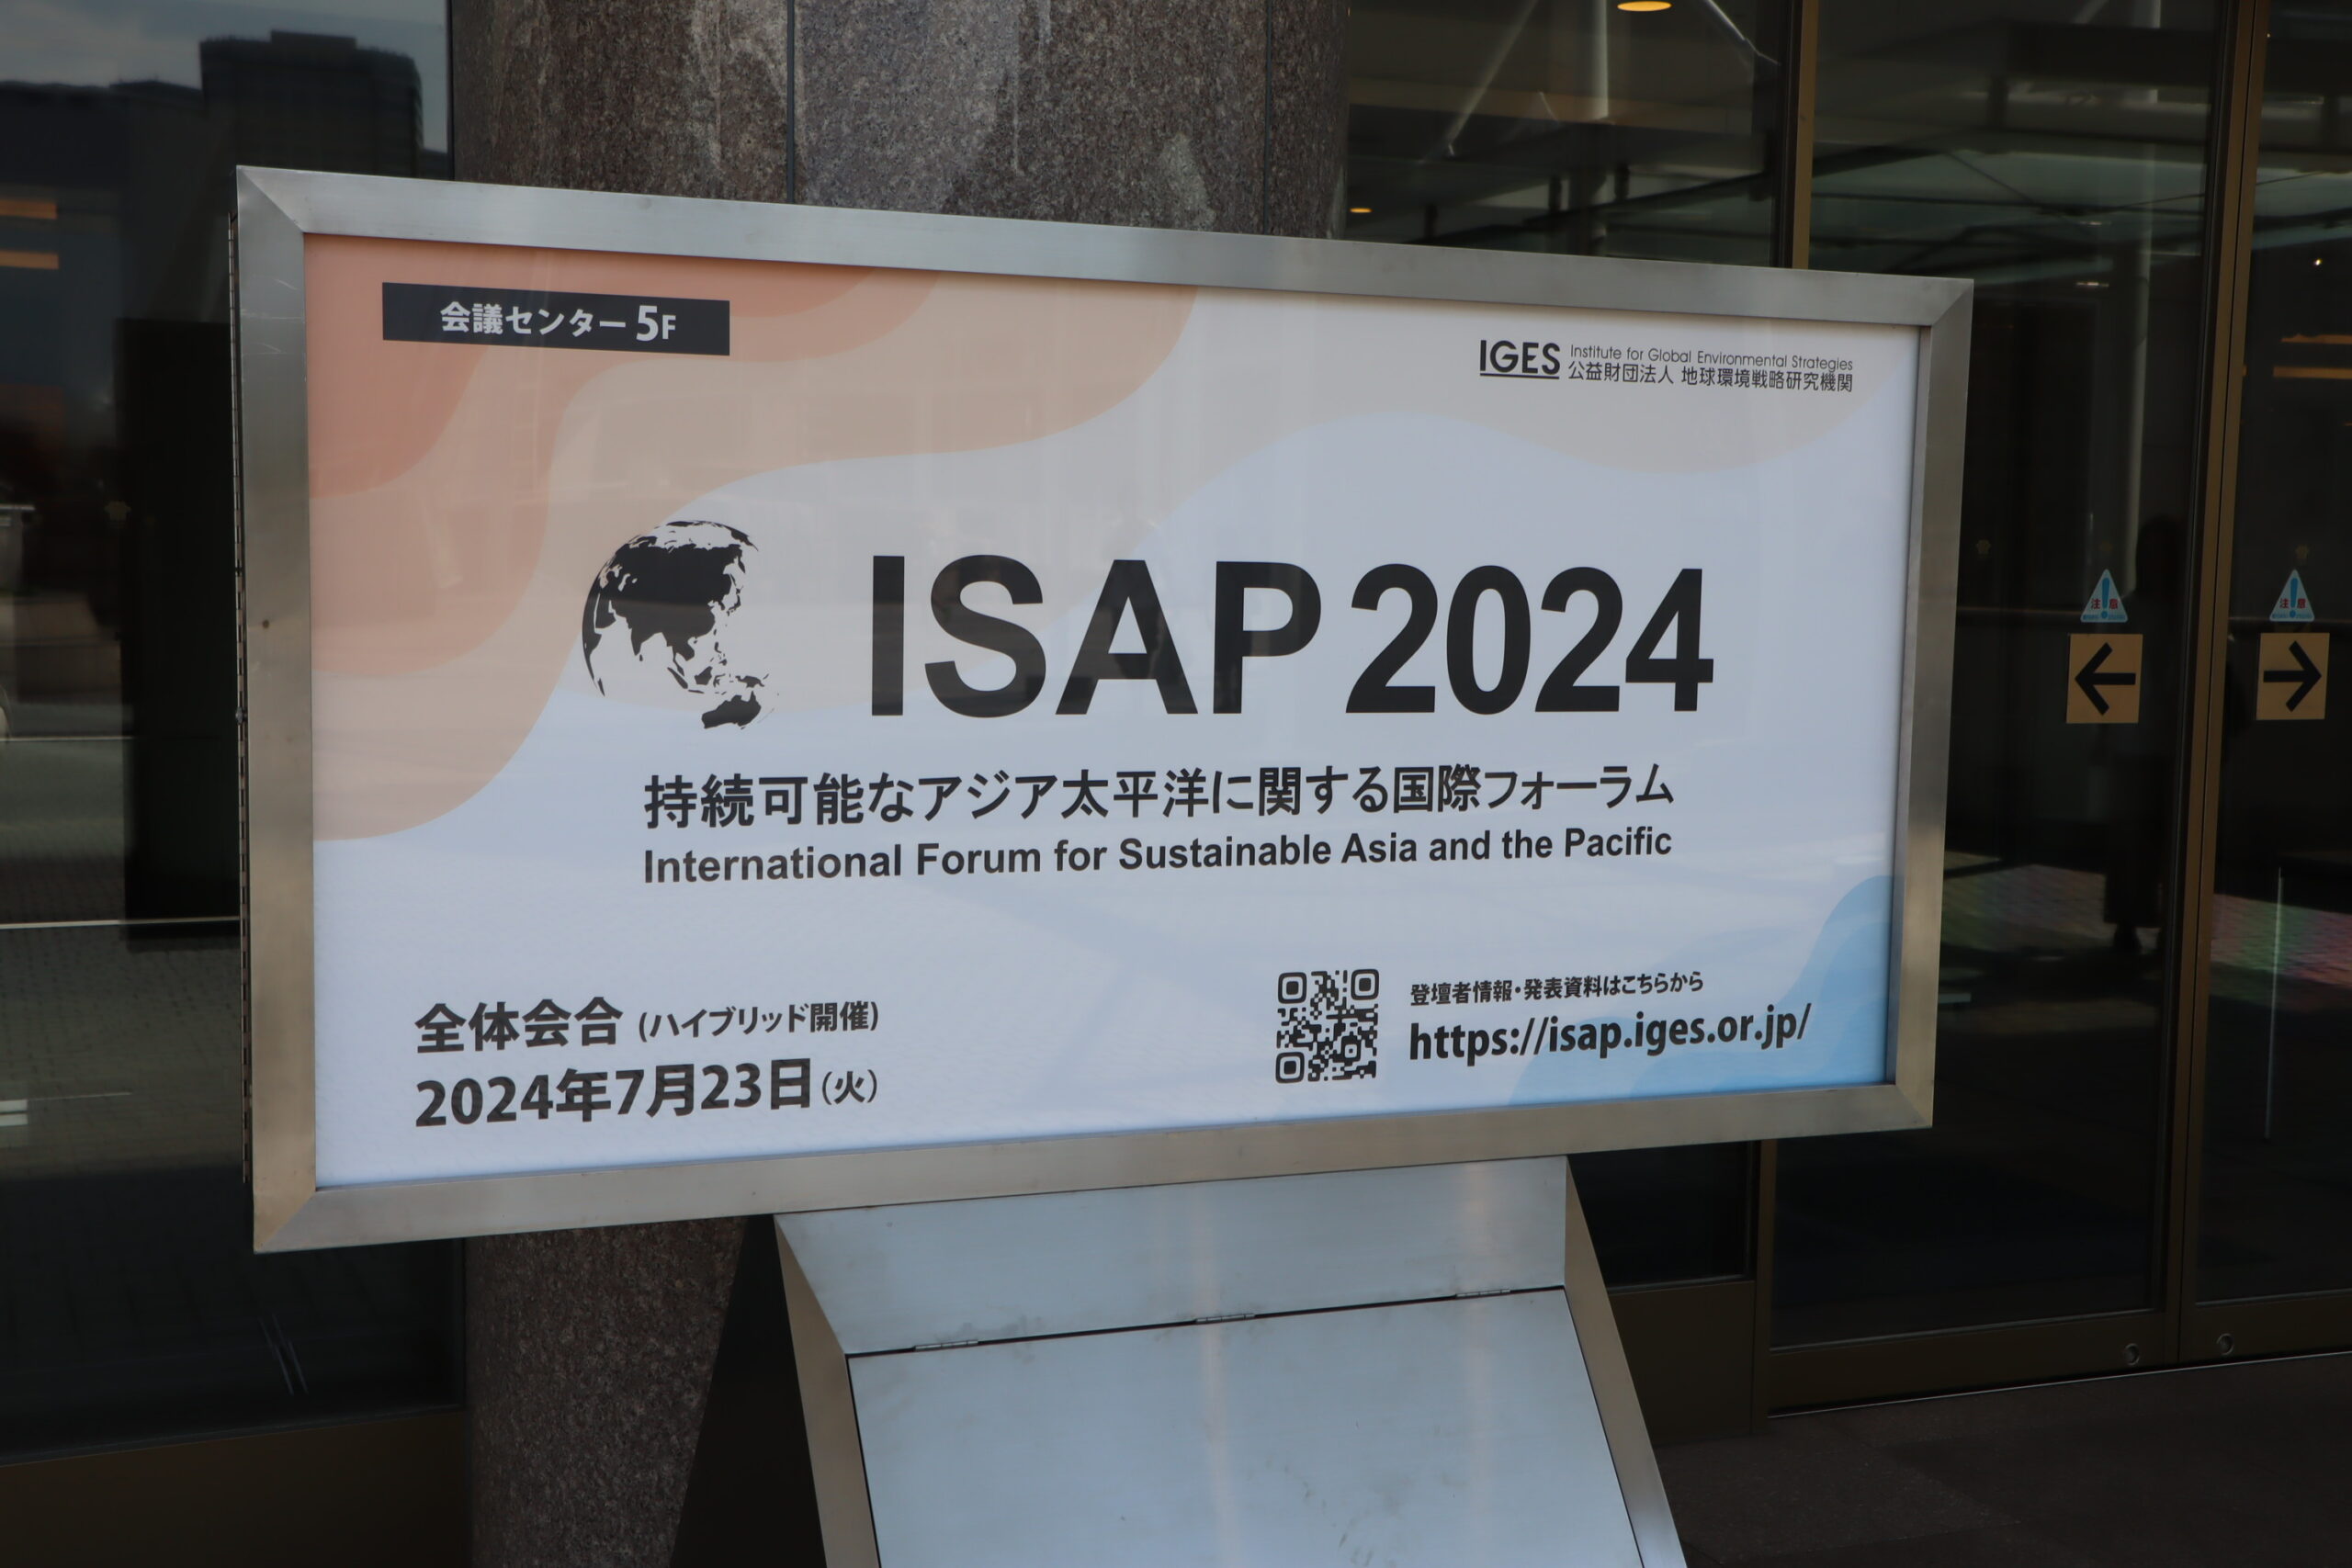 会議センター 5F
IGES Institute for Global Environmental Strategies
公益財団法人 地球環境戦略研究機関
ISAP 2024
持続可能なアジア太平洋に関する国際フォーラム
International Forum for Sustainable Asia and the Pacific
全体会合 (ハイブリッド開催)
2024年7月23日(火)
登壇者情報・発表資料はこちらから
https://isap.iges.or.jp/
注意
注意